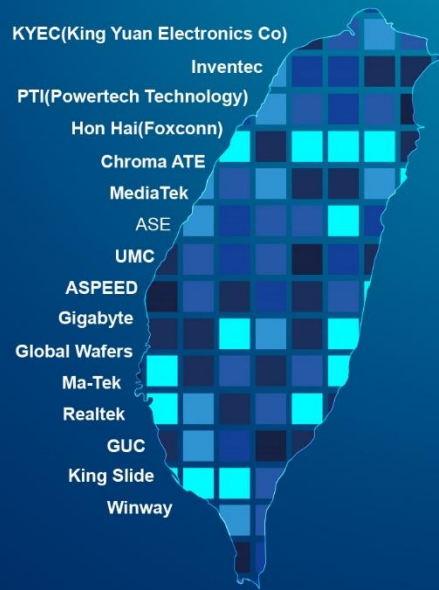 KYEC(King Yuan Electronics Co)
Inventec
PTI(Powertech Technology)
Hon Hai(Foxconn)
Chroma ATE
MediaTek
ASE
UMC
ASPEED
Gigabyte
Global Wafers
Ma-Tek
Realtek
GUC
King Slide
Winway